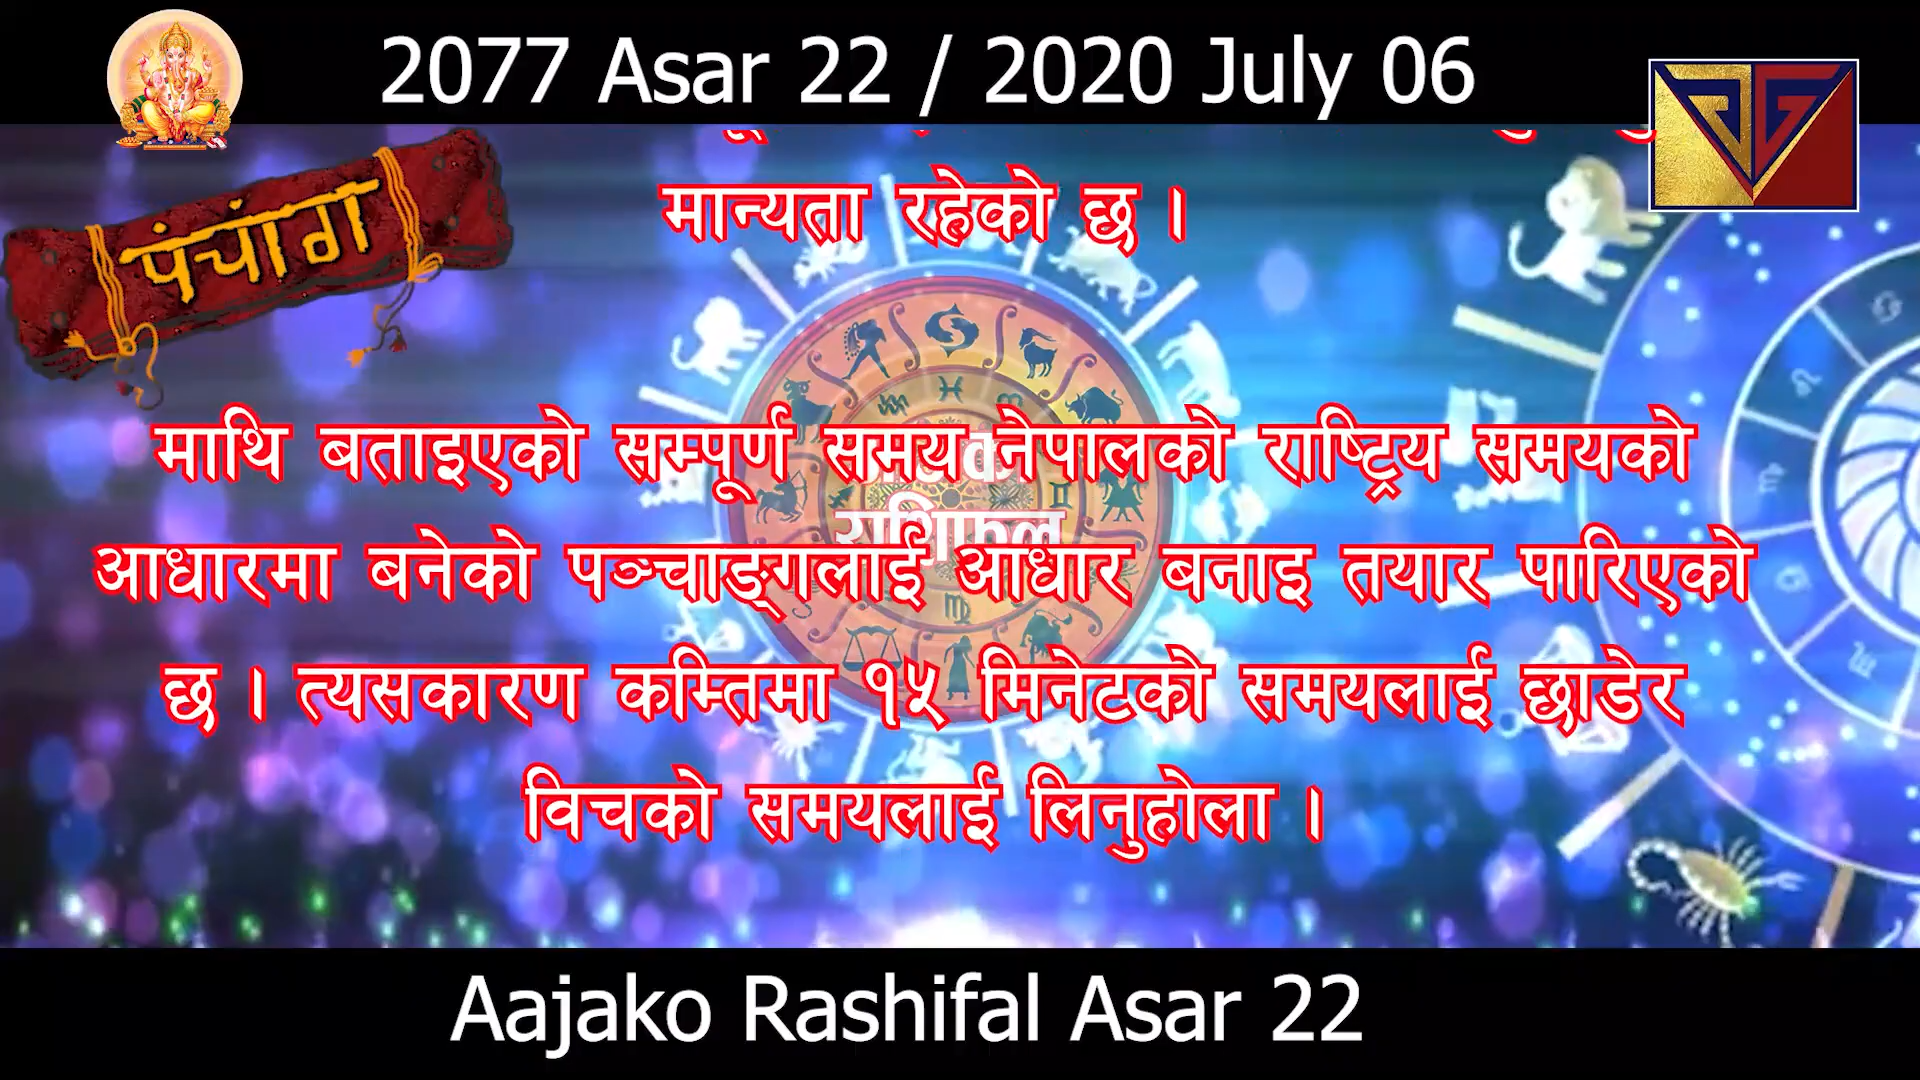 2077 Asar 22 / 2020 July 06
पंचांग
मान्यता रहेको छ ।
माथि बताइएको सम्पूर्ण समय नेपालको राष्ट्रिय समयको
आधारमा बनेको पञ्चाङ्गलाई आधार बनाइ तयार पारिएको
छ । त्यसकारण कम्तिमा १५ मिनेटको समयलाई छाडेर
विचको समयलाई लिनुहोला ।
राशिफल
Aajako Rashifal Asar 22